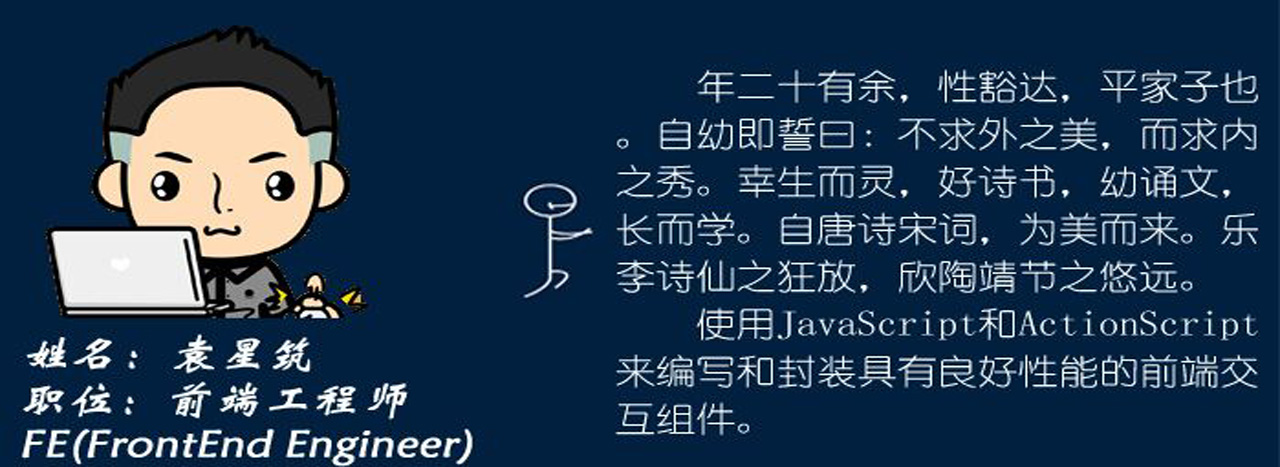 姓名：袁星筑
职位：前端工程师
FE(FrontEnd Engineer)
年二十有余，性豁达，平家子也
。自幼即誓曰：不求外之美，而求内
之秀。幸生而灵，好诗书，幼诵文，
长而学。自唐诗宋词，为美而来。乐
李诗仙之狂放，欣陶靖节之悠远。
使用JavaScript和ActionScript
来编写和封装具有良好性能的前端交
互组件。